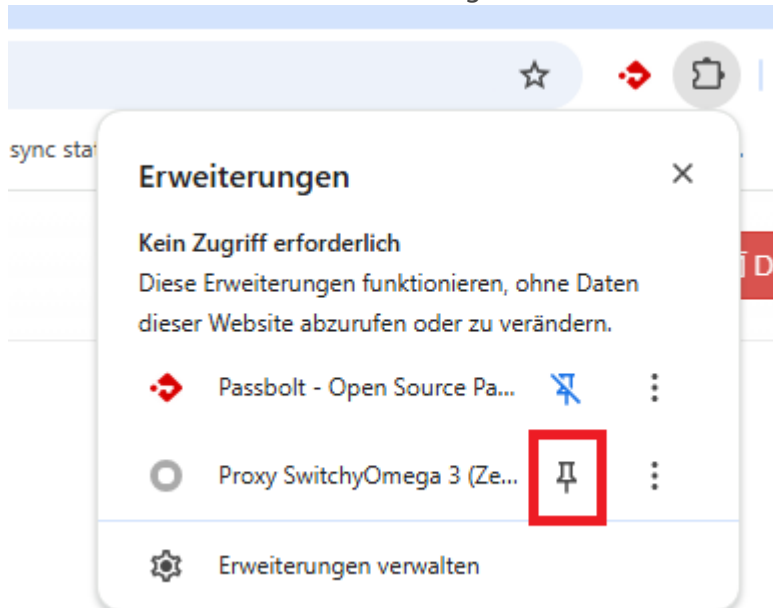 sync sta
Erweiterungen
Kein Zugriff erforderlich
Diese Erweiterungen funktionieren, ohne Daten
dieser Website abzurufen oder zu verändern.
Passbolt - Open Source Pa...
Proxy SwitchyOmega 3 (Ze...
Erweiterungen verwalten
D